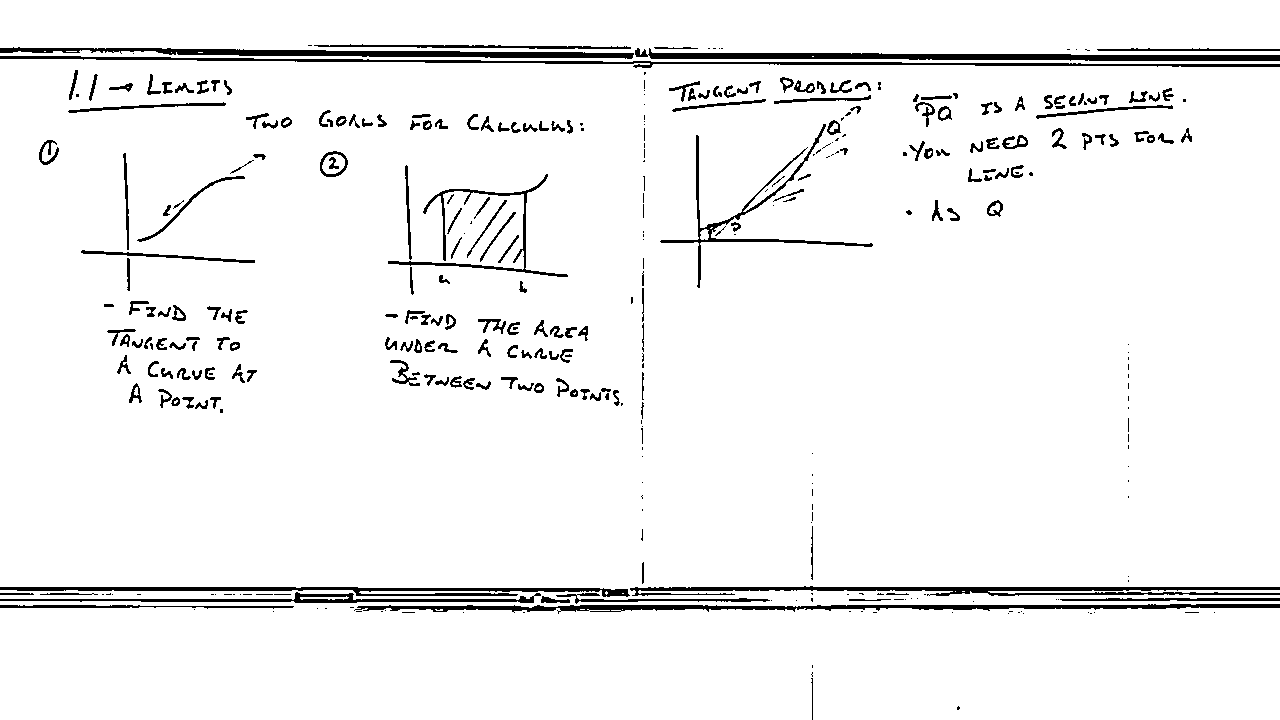 1.1 → LIMITS
TWO GOALS FOR CALCULUS:
①
②
a
b
- FIND THE
TANGENT TO
A CURVE AT
A POINT.
- FIND THE AREA
UNDER A CURVE
BETWEEN TWO POINTS.
TANGENT PROBLEM:
Q
P
PQ IS A SECANT LINE.
• YOU NEED 2 PTS FOR A
LINE.
• AS Q